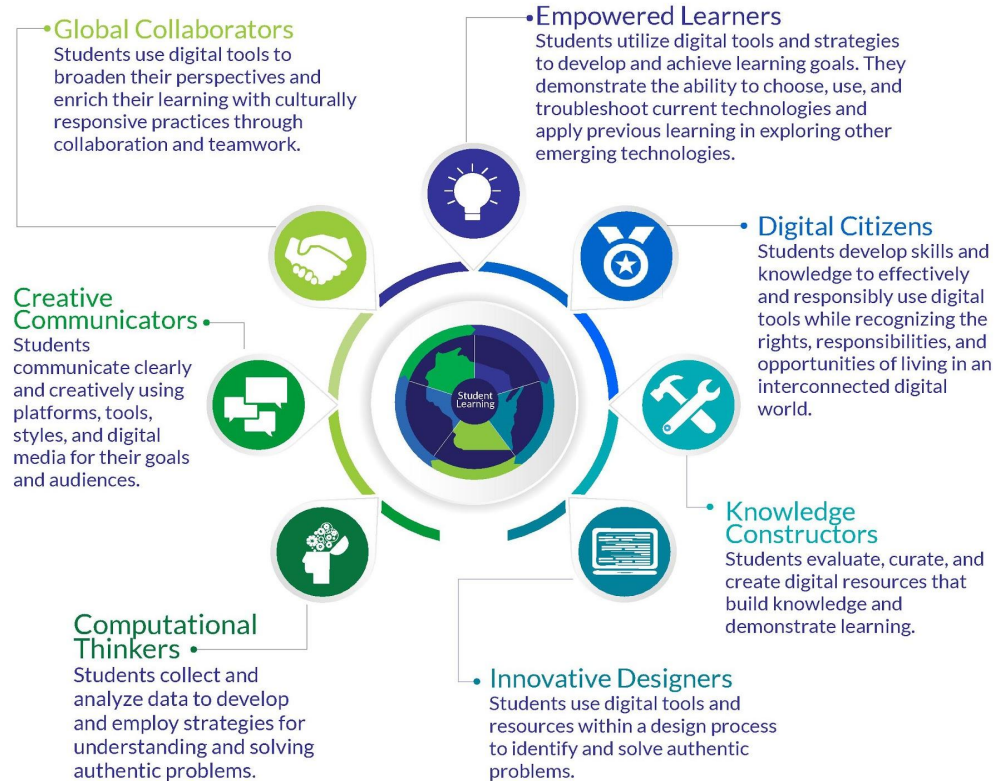 Global Collaborators
Students use digital tools to
broaden their perspectives and
enrich their learning with culturally
responsive practices through
collaboration and teamwork.
Empowered Learners
Students utilize digital tools and strategies
to develop and achieve learning goals. They
demonstrate the ability to choose, use, and
troubleshoot current technologies and
apply previous learning in exploring other
emerging technologies.
Digital Citizens
Students develop skills and
knowledge to effectively
and responsibly use digital
tools while recognizing the
rights, responsibilities, and
opportunities of living in an
interconnected digital
world.
Creative
Communicators
Students
communicate clearly
and creatively using
platforms, tools,
styles, and digital
media for their goals
and audiences.
Student
Learning
Knowledge
Constructors
Students evaluate, curate, and
create digital resources that
build knowledge and
demonstrate learning.
Computational
Thinkers
Students collect and
analyze data to develop
and employ strategies for
understanding and solving
authentic problems.
Innovative Designers
Students use digital tools and
resources within a design process
to identify and solve authentic
problems.